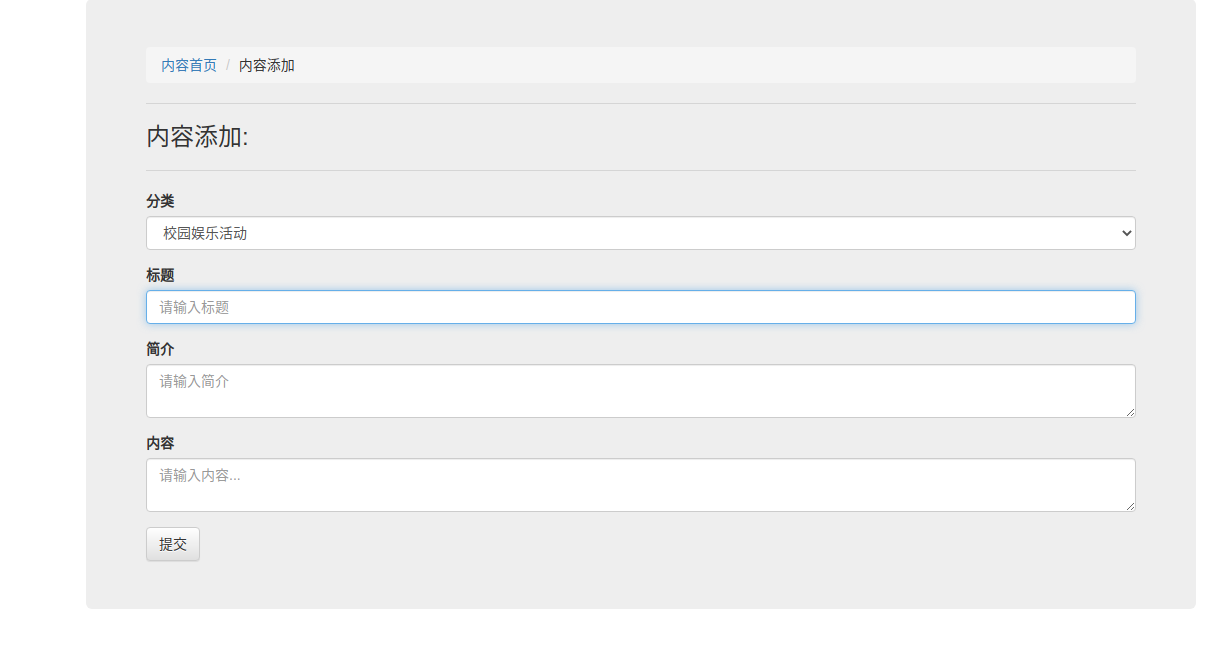 内容首页 / 内容添加
内容添加:
分类
校园娱乐活动
标题
请输入标题
简介
请输入简介
内容
请输入内容...
提交